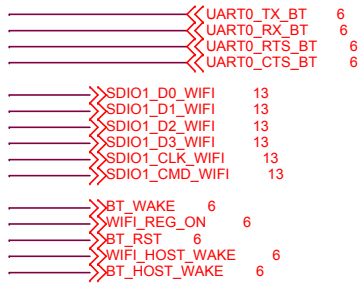 UART0_TX_BT 6
UART0_RX_BT 6
UART0_RTS_BT 6
UART0_CTS_BT 6
SDIO1_D0_WIFI 13
SDIO1_D1_WIFI 13
SDIO1_D2_WIFI 13
SDIO1_D3_WIFI 13
SDIO1_CLK_WIFI 13
SDIO1_CMD_WIFI 13
BT_WAKE 6
WIFI_REG_ON 6
BT_RST 6
WIFI_HOST_WAKE 6
BT_HOST_WAKE 6